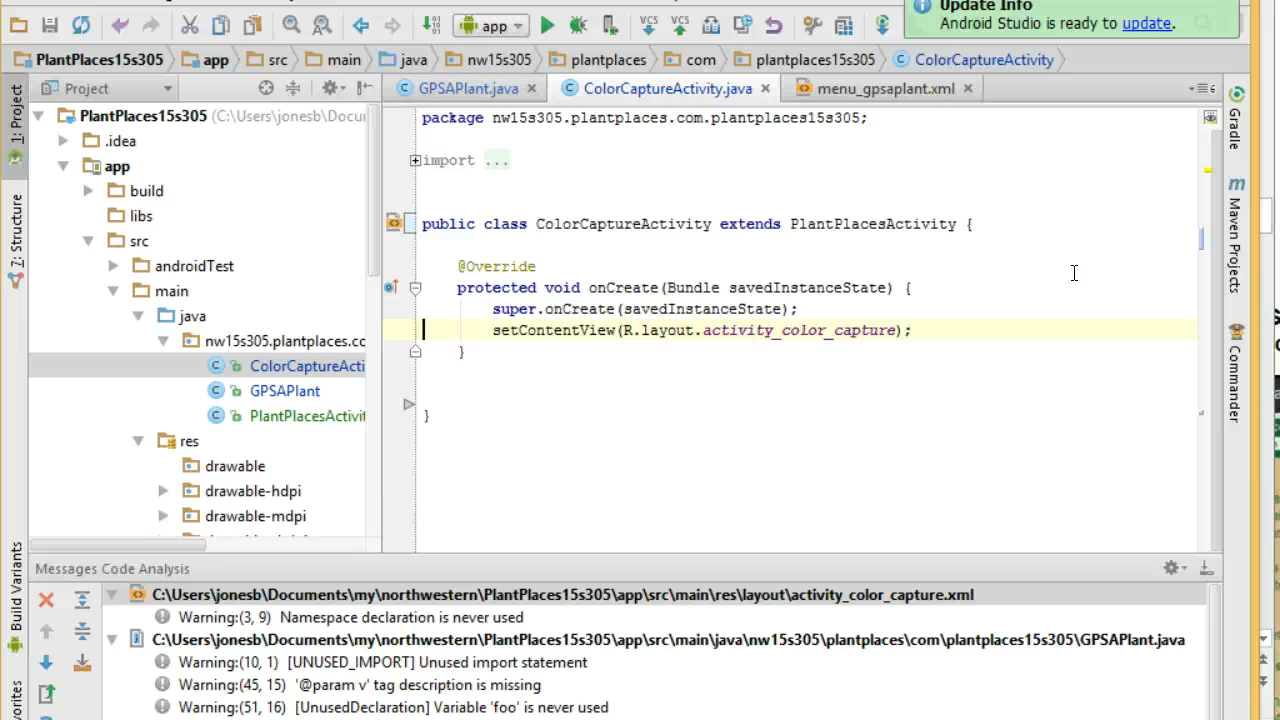 Update Info
Android Studio is ready to update.
app
PlantPlaces15s305 app src main java nw15s305 plantplaces com plantplaces15s305 ColorCaptureActivity
1: Project
7: Structure
Build Variants
Project
GPSAPlant.java ColorCaptureActivity.java menu_gpsaplant.xml
PlantPlaces15s305 (C:\Users\jonesb\Docu
.idea
app
build
libs
src
androidTest
main
java
nw15s305.plantplaces.co
ColorCaptureActi
GPSAPlant
PlantPlacesActivit
res
drawable
drawable-hdpi
drawable-mdpi
package nw15s305.plantplaces.com.plantplaces15s305;
import ...
public class ColorCaptureActivity extends PlantPlacesActivity {
@Override
protected void onCreate(Bundle savedInstanceState) {
super.onCreate(savedInstanceState);
setContentView(R.layout.activity_color_capture);
}
}
Gradle
Maven Projects
Commander
Messages Code Analysis
C:\Users\jonesb\Documents\my\northwestern\PlantPlaces15s305\app\src\main\res\layout\activity_color_capture.xml
Warning:(3, 9) Namespace declaration is never used
C:\Users\jonesb\Documents\my\northwestern\PlantPlaces15s305\app\src\main\java\nw15s305\plantplaces\com\plantplaces15s305\GPSAPlant.java
Warning:(10, 1) [UNUSED_IMPORT] Unused import statement
Warning:(45, 15) '@param v' tag description is missing
Warning:(51, 16) [UnusedDeclaration] Variable 'foo' is never used